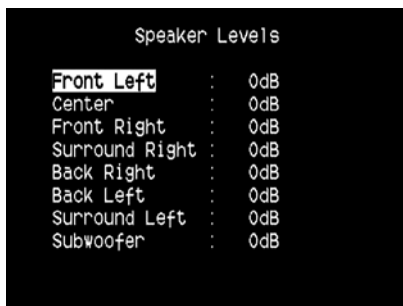 Speaker Levels
Front Left : 0dB
Center : 0dB
Front Right : 0dB
Surround Right : 0dB
Back Right : 0dB
Back Left : 0dB
Surround Left : 0dB
Subwoofer : 0dB